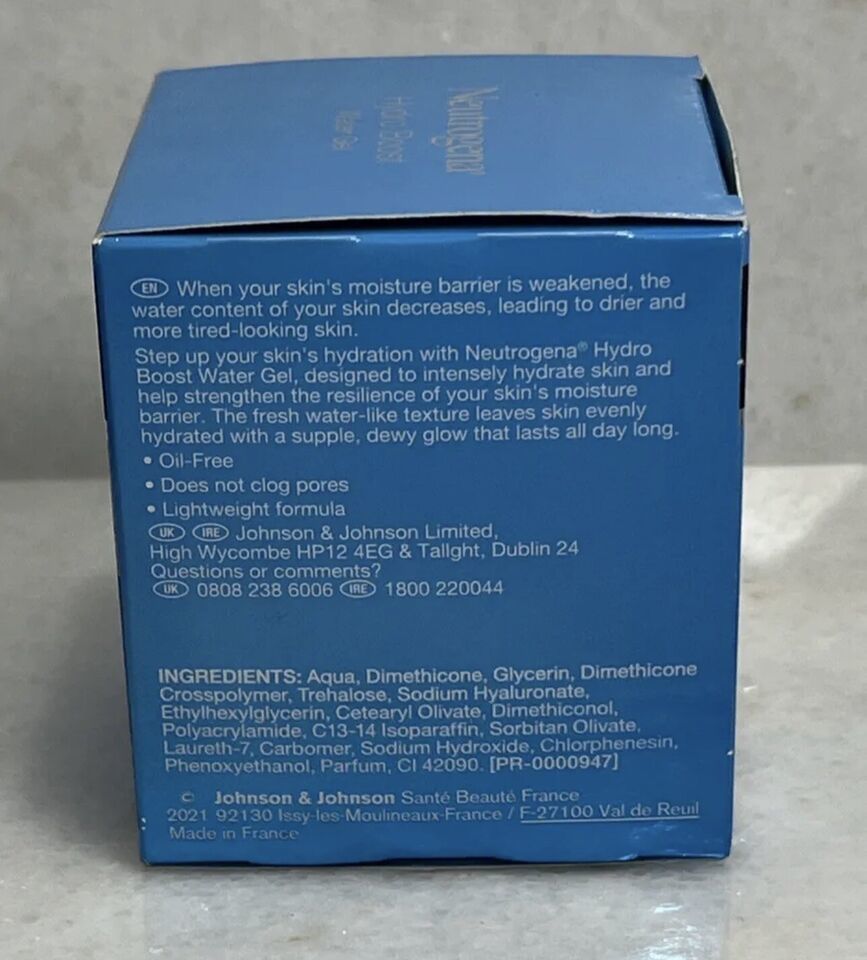 Neutrogena®
Hydro Boost
Water Gel
EN When your skin's moisture barrier is weakened, the
water content of your skin decreases, leading to drier and
more tired-looking skin.
Step up your skin's hydration with Neutrogena® Hydro
Boost Water Gel, designed to intensely hydrate skin and
help strengthen the resilience of your skin's moisture
barrier. The fresh water-like texture leaves skin evenly
hydrated with a supple, dewy glow that lasts all day long.
• Oil-Free
• Does not clog pores
• Lightweight formula
UK IRE Johnson & Johnson Limited,
High Wycombe HP12 4EG & Tallght, Dublin 24
Questions or comments?
UK 0808 238 6006 IRE 1800 220044
INGREDIENTS: Aqua, Dimethicone, Glycerin, Dimethicone
Crosspolymer, Trehalose, Sodium Hyaluronate,
Ethylhexylglycerin, Cetearyl Olivate, Dimethiconol,
Polyacrylamide, C13-14 Isoparaffin, Sorbitan Olivate,
Laureth-7, Carbomer, Sodium Hydroxide, Chlorphenesin,
Phenoxyethanol, Parfum, CI 42090. [PR-0000947]
© Johnson & Johnson Santé Beauté France
2021 92130 Issy-les-Moulineaux-France / F-27100 Val de Reuil
Made in France